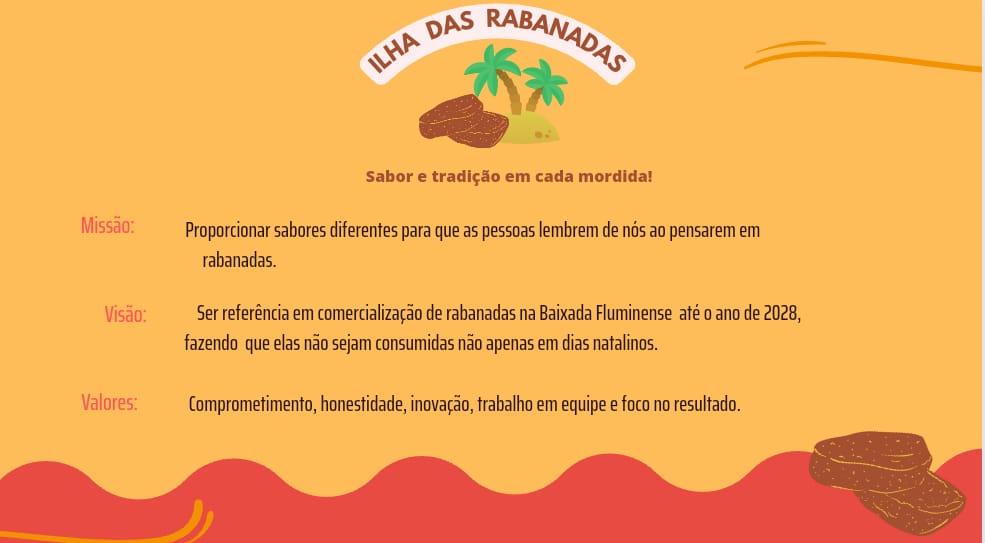 ILHA DAS RABANADAS
Sabor e tradição em cada mordida!
Missão:
Proporcionar sabores diferentes para que as pessoas lembrem de nós ao pensarem em
rabanadas.
Visão:
Ser referência em comercialização de rabanadas na Baixada Fluminense até o ano de 2028,
fazendo que elas não sejam consumidas não apenas em dias natalinos.
Valores:
Comprometimento, honestidade, inovação, trabalho em equipe e foco no resultado.